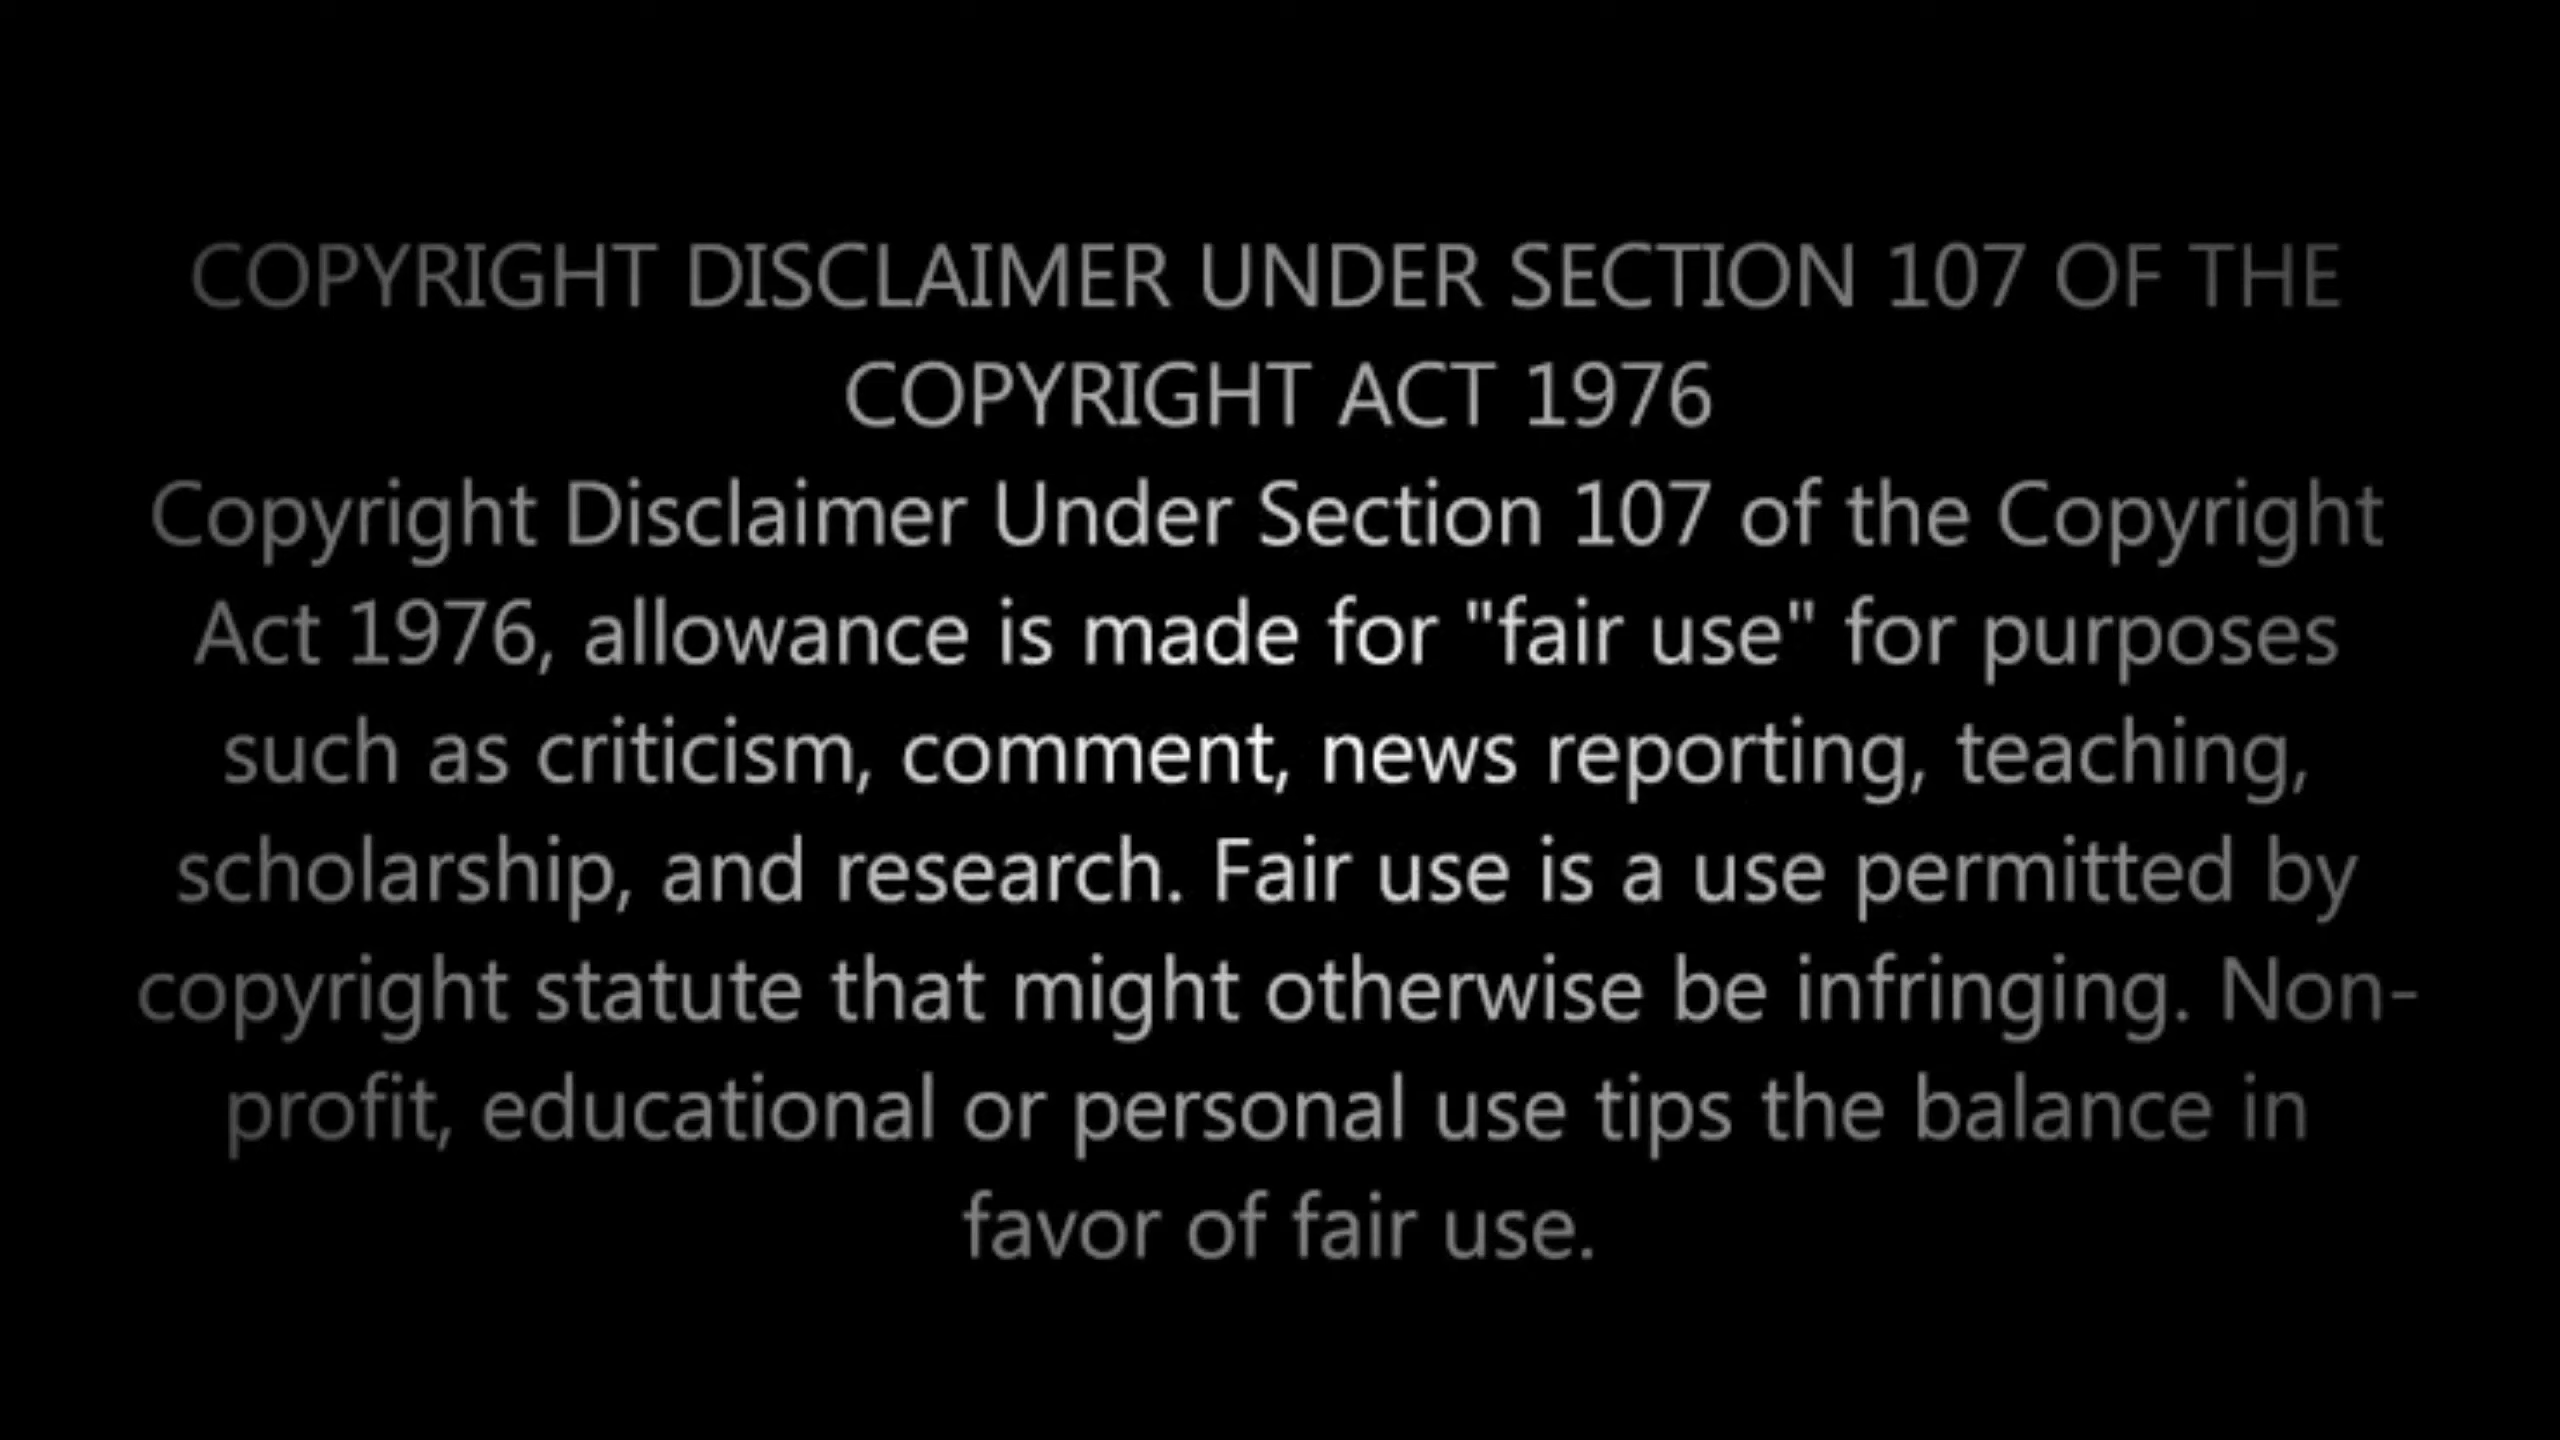 COPYRIGHT DISCLAIMER UNDER SECTION 107 OF THE
COPYRIGHT ACT 1976
Copyright Disclaimer Under Section 107 of the Copyright
Act 1976, allowance is made for "fair use" for purposes
such as criticism, comment, news reporting, teaching,
scholarship, and research. Fair use is a use permitted by
copyright statute that might otherwise be infringing. Non-
profit, educational or personal use tips the balance in
favor of fair use.